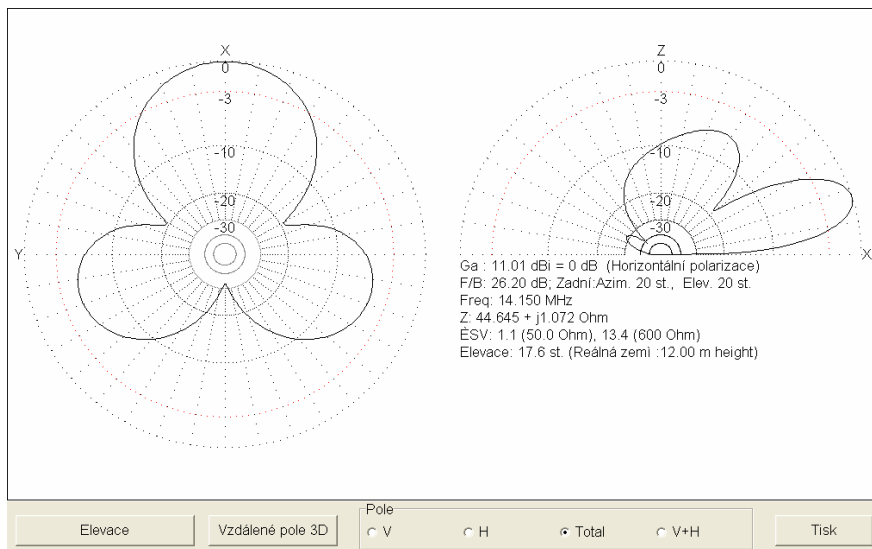 X
0
-3
-10
-20
-30
Y
Z
0
-3
-10
-20
-30
X
Ga : 11.01 dBi = 0 dB (Horizontální polarizace)
F/B: 26.20 dB; Zadní:Azim. 20 st., Elev. 20 st.
Freq: 14.150 MHz
Z: 44.645 + j1.072 Ohm
ÈSV: 1.1 (50.0 Ohm), 13.4 (600 Ohm)
Elevace: 17.6 st. (Reálná zemì :12.00 m height)
Elevace
Vzdálené pole 3D
Pole
V
H
Total
V+H
Tisk